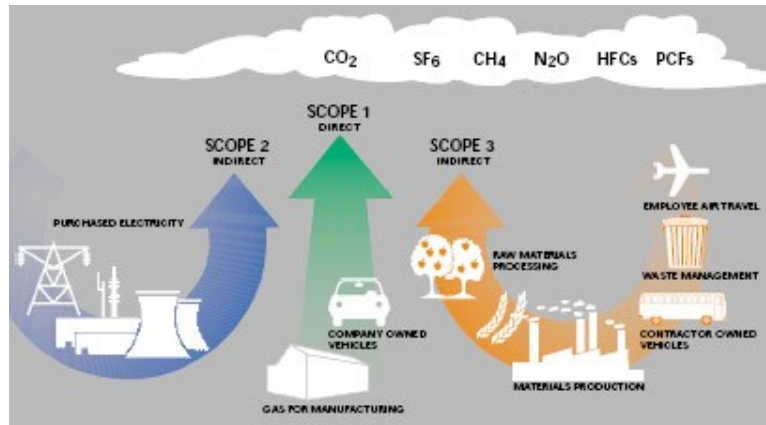 CO2 SF6 CH4 N2O HFCs PCFs
SCOPE 1
DIRECT
SCOPE 2
INDIRECT
SCOPE 3
INDIRECT
PURCHASED ELECTRICITY
COMPANY OWNED
VEHICLES
GAS FOR MANUFACTURING
RAW MATERIALS
PROCESSING
MATERIALS PRODUCTION
EMPLOYEE AIR TRAVEL
WASTE MANAGEMENT
CONTRACTOR OWNED
VEHICLES